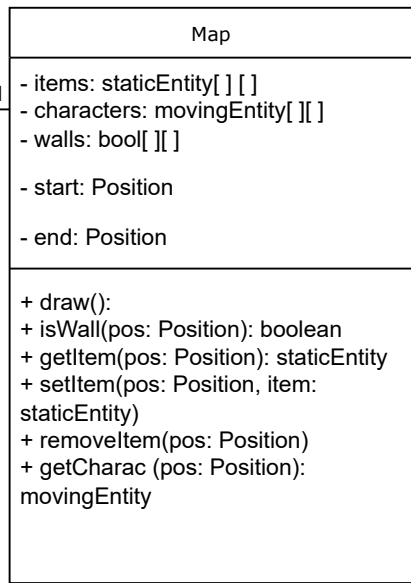 Map
- items: staticEntity[ ] [ ]
- characters: movingEntity[ ][ ]
- walls: bool[ ][ ]
- start: Position
- end: Position
+ draw():
+ isWall(pos: Position): boolean
+ getItem(pos: Position): staticEntity
+ setItem(pos: Position, item:
staticEntity)
+ removeItem(pos: Position)
+ getCharac (pos: Position):
movingEntity